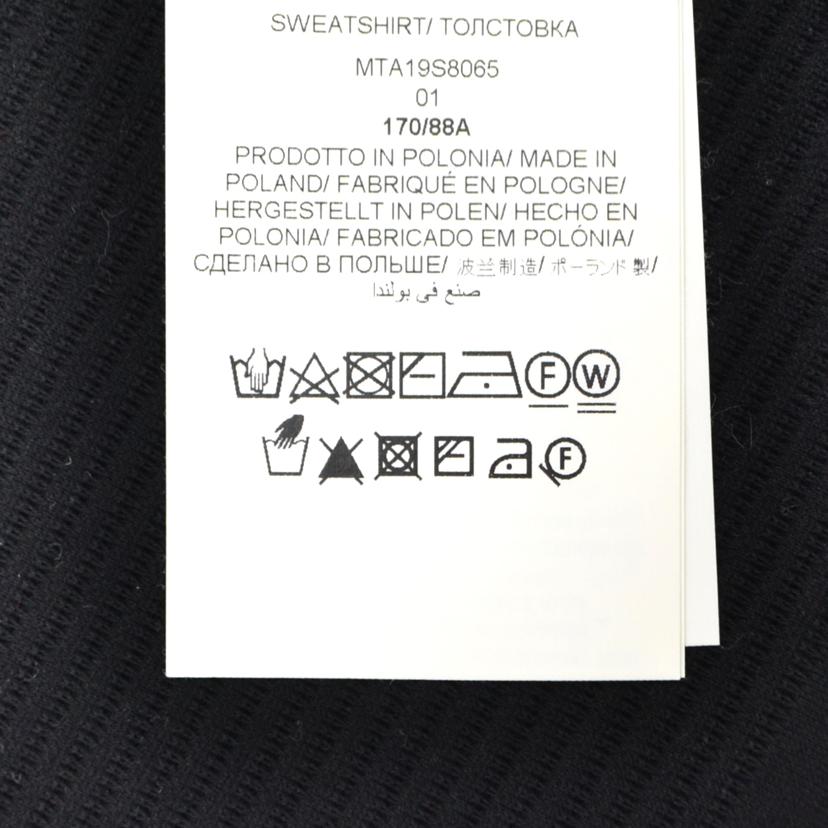 SWEATSHIRT/ ТОЛСТОВКА
MTA19S8065
01
170/88A
PRODOTTO IN POLONIA/ MADE IN
POLAND/ FABRIQUÉ EN POLOGNE/
HERGESTELLT IN POLEN/ HECHO EN
POLONIA/ FABRICADO EM POLÓNIA/
СДЕЛАНО В ПОЛЬШЕ/ 波兰制造/ ポーランド製/
صنع في بولندا
F W
F